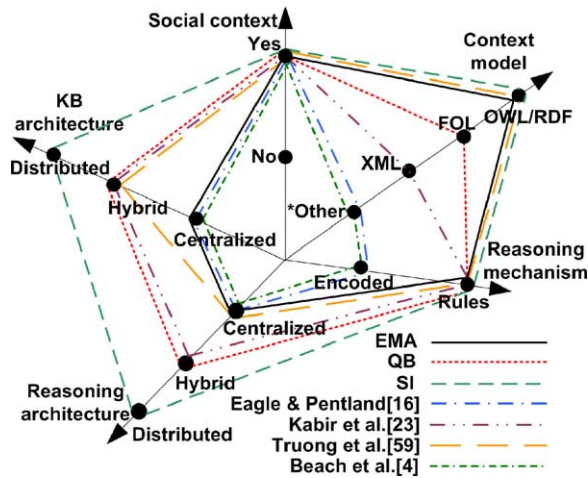 Social context
Yes
Context
model
KB
architecture
OWL/RDF
FOL
Distributed
No
XML
Hybrid
*Other
Centralized
Reasoning
mechanism
Encoded
Rules
Centralized
EMA
QB
Hybrid
SI
Reasoning
architecture
Distributed
Eagle & Pentland[16]
Kabir et al.[23]
Truong et al.[59]
Beach et al.[4]